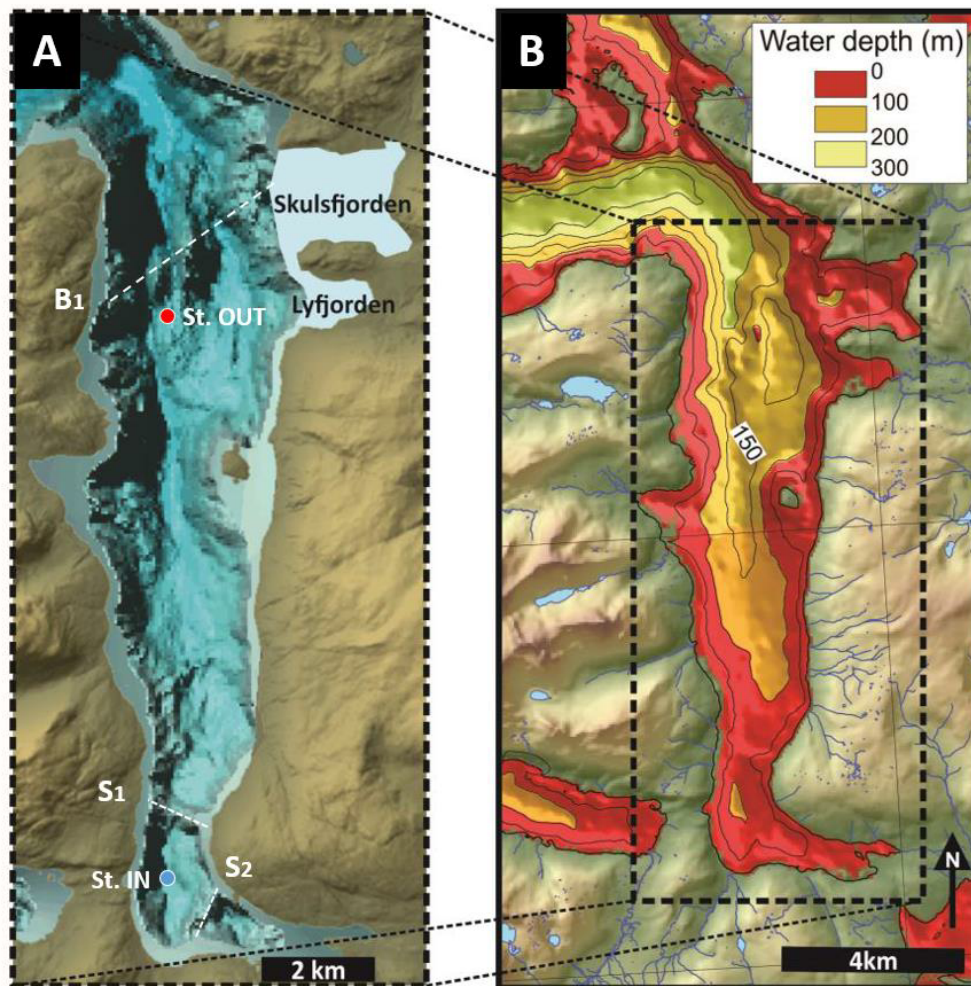 A
Skulsfjorden
B1
St. OUT
Lyfjorden
S1
St. IN
S2
2 km
B
Water depth (m)
0
100
200
300
150
N
4km